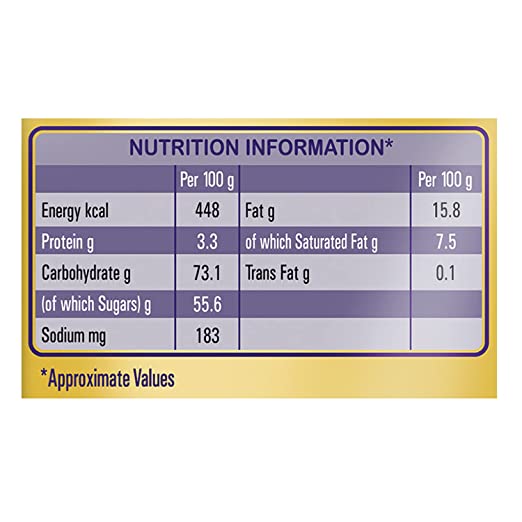 NUTRITION INFORMATION*
Per 100 g Per 100 g
Energy kcal 448 Fat g 15.8
Protein g 3.3 of which Saturated Fat g 7.5
Carbohydrate g 73.1 Trans Fat g 0.1
(of which Sugars) g 55.6
Sodium mg 183
*Approximate Values